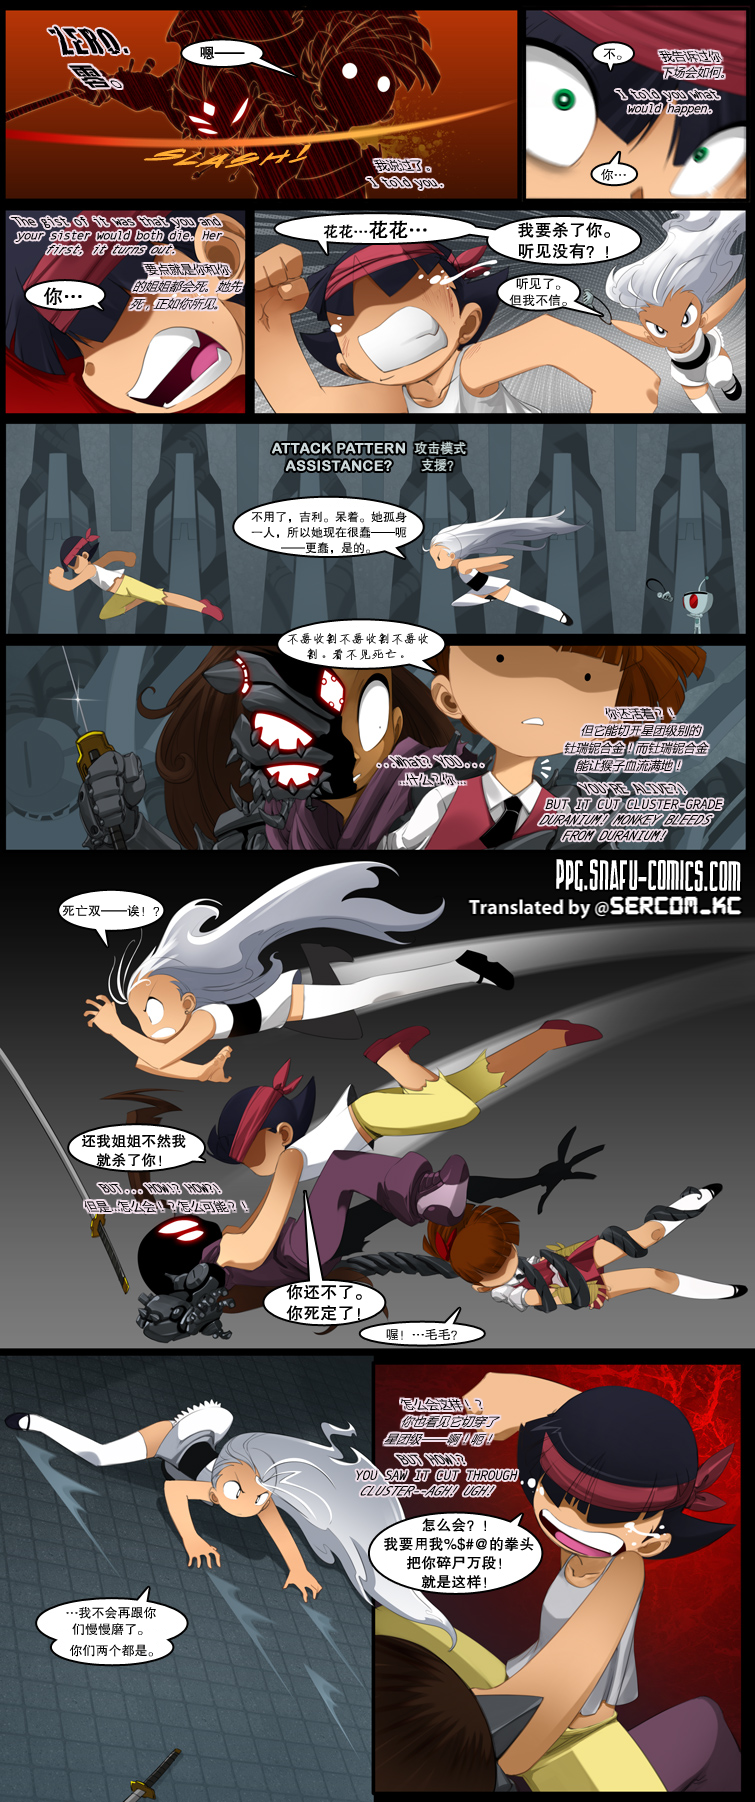 ZERO.
零。
嗯——
SLASH!
我说过了。
I told you.
不。
我告诉过你
下场会如何。
I told you what
would happen.
你…
The gist of it was that you and
your sister would both die. Her
first, it turns out.
要点就是你和你
的姐姐都会死。她先
死，正如你所见。
你…
花花…花花…
我要杀了你。
听见没有？！
听见了。
但我不信。
ATTACK PATTERN 攻击模式
ASSISTANCE? 支援？
不用了，吉利。呆着。她孤身
一人，所以她现在很蠢——呃
——更蠢，是的。
不要收割不要收割不要收
割。看不见死亡。
..What? YOU...
…什么？你…
你还活着？！
但它能切开星团级别的
钍瑞铌合金！而钍瑞铌合金
能让猴子血流满地！
YOU'RE ALIVE?!
BUT IT CUT CLUSTER-GRADE
DURANIUM! MONKEY BLEEDS
FROM DURANIUM!
PPG.SNAFU-COMICS.COM
Translated by @SERCOM_KC
死亡双——诶！？
还我姐姐不然我
就杀了你！
BUT... HOW!? HOW?!
但是…怎么会！？怎么可能？！
你还不了。
你死定了！
喔！…毛毛？
怎么会这样！？
你也看见它切穿了
星团级——啊！呃！
BUT HOW!?
YOU SAW IT CUT THROUGH
CLUSTER--AGH! UGH!
怎么会？！
我要用我%$#@的拳头
把你碎尸万段！
就是这样！
…我不会再跟你
们慢慢磨了。
你们两个都是。